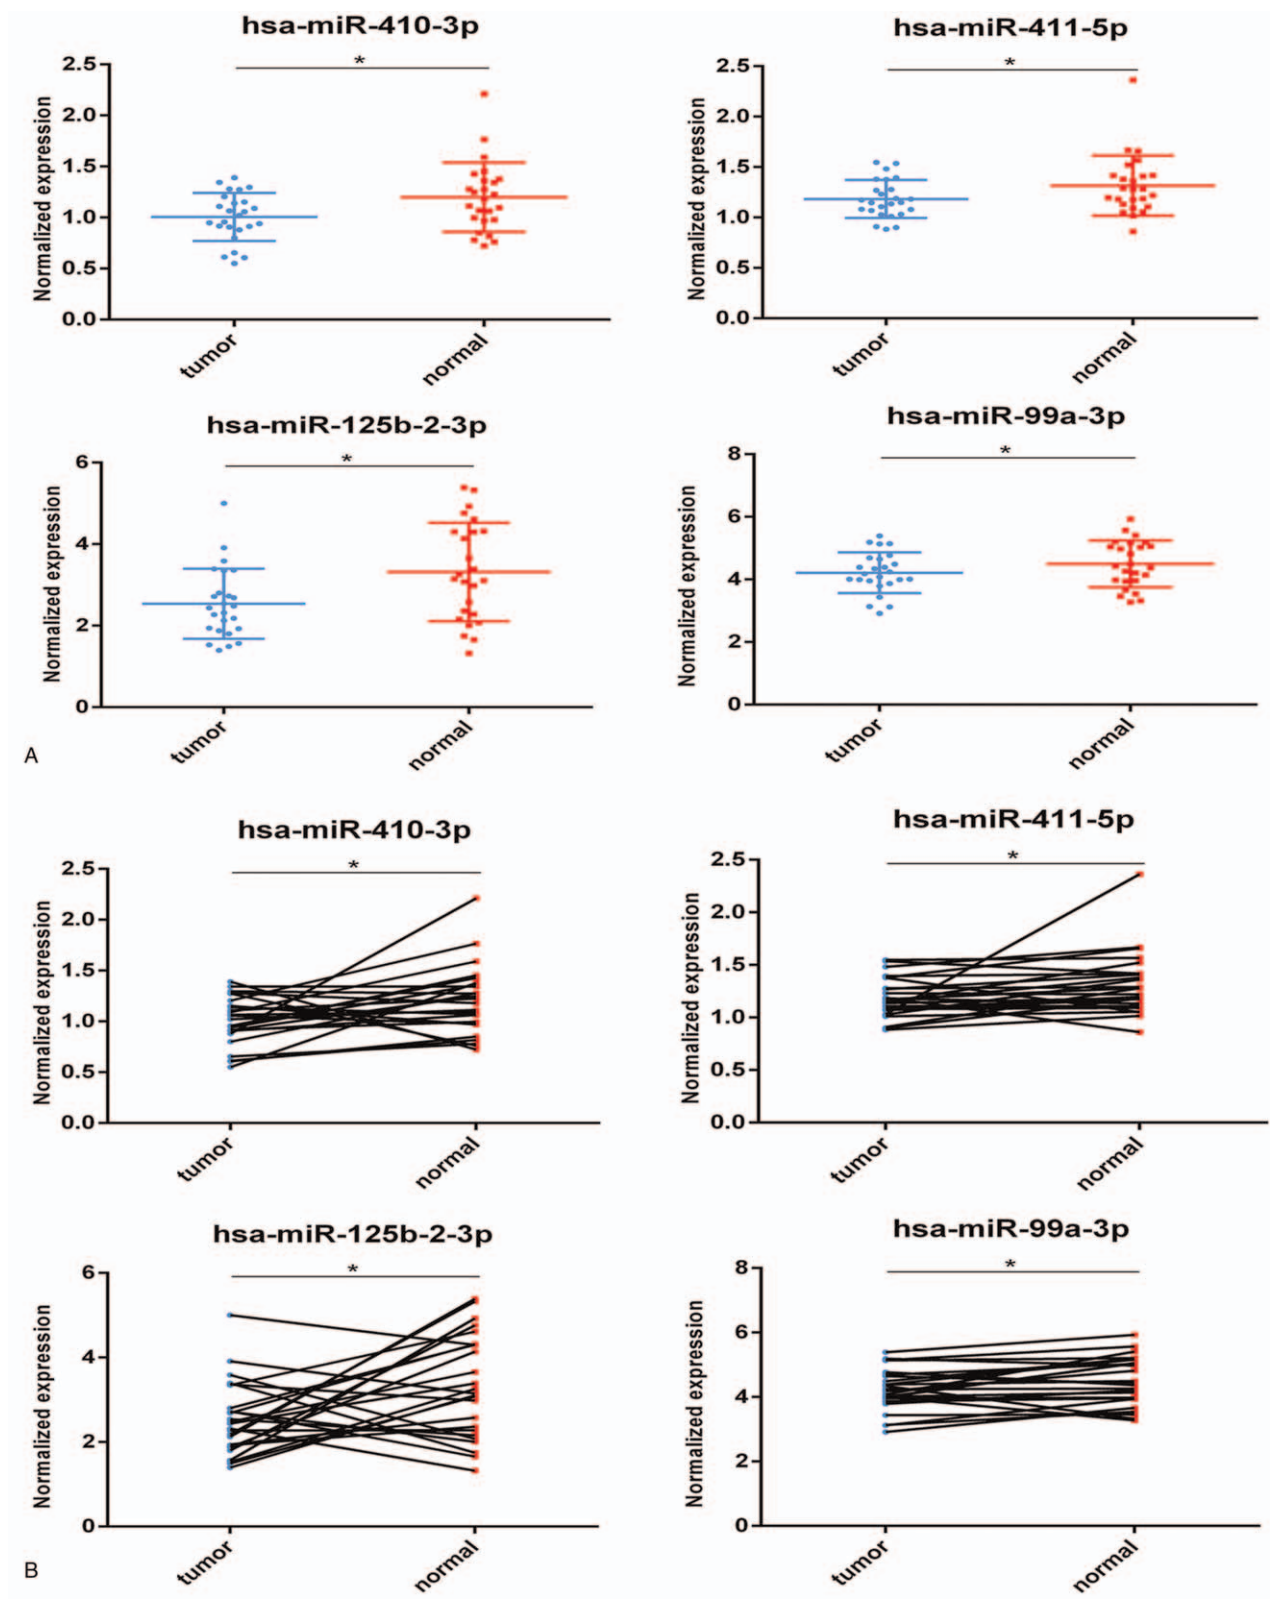 hsa-miR-410-3p
*
Normalized expression
2.5
2.0
1.5
1.0
0.5
0.0
tumor
normal
hsa-miR-411-5p
*
Normalized expression
2.5
2.0
1.5
1.0
0.5
0.0
tumor
normal
hsa-miR-125b-2-3p
*
Normalized expression
6
4
2
0
tumor
normal
hsa-miR-99a-3p
*
Normalized expression
8
6
4
2
0
tumor
normal
A
hsa-miR-410-3p
*
Normalized expression
2.5
2.0
1.5
1.0
0.5
0.0
tumor
normal
hsa-miR-411-5p
*
Normalized expression
2.5
2.0
1.5
1.0
0.5
0.0
tumor
normal
hsa-miR-125b-2-3p
*
Normalized expression
6
4
2
0
tumor
normal
hsa-miR-99a-3p
*
Normalized expression
8
6
4
2
0
tumor
normal
B